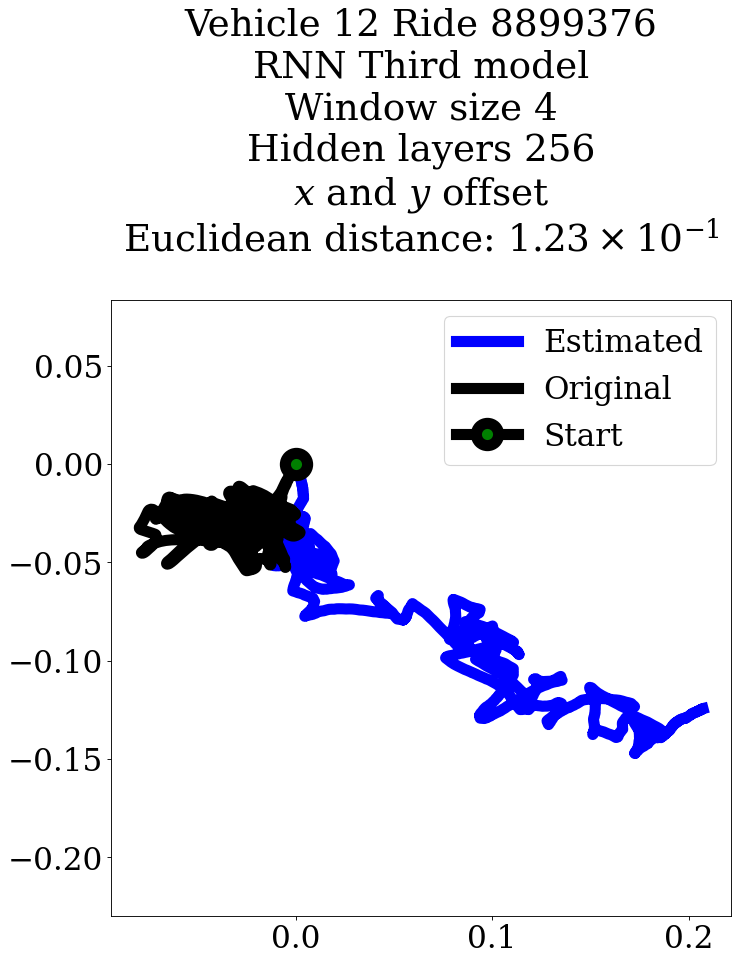 Vehicle 12 Ride 8899376
RNN Third model
Window size 4
Hidden layers 256
x and y offset
Euclidean distance: 1.23 × 10⁻¹
Estimated
Original
Start
0.05
0.00
−0.05
−0.10
−0.15
−0.20
0.0 0.1 0.2